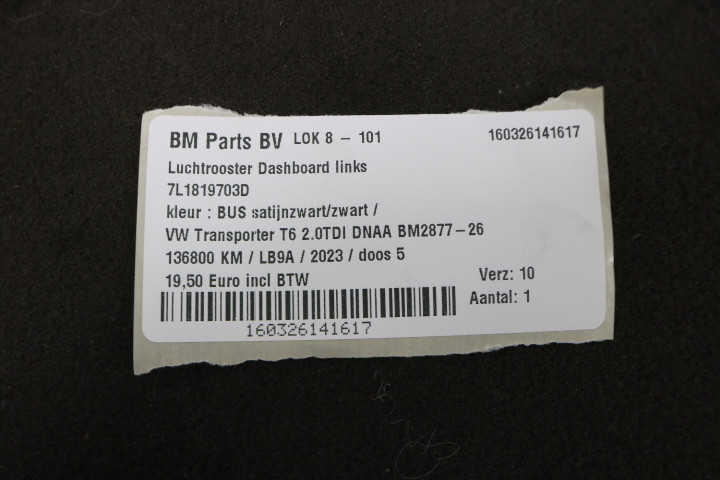 BM Parts BV LOK 8 - 101 160326141617
Luchtrooster Dashboard links
7L1819703D
kleur : BUS satijnzwart/zwart /
VW Transporter T6 2.0TDI DNAA BM2877-26
136800 KM / LB9A / 2023 / doos 5
19,50 Euro incl BTW Verz: 10
Aantal: 1
160326141617